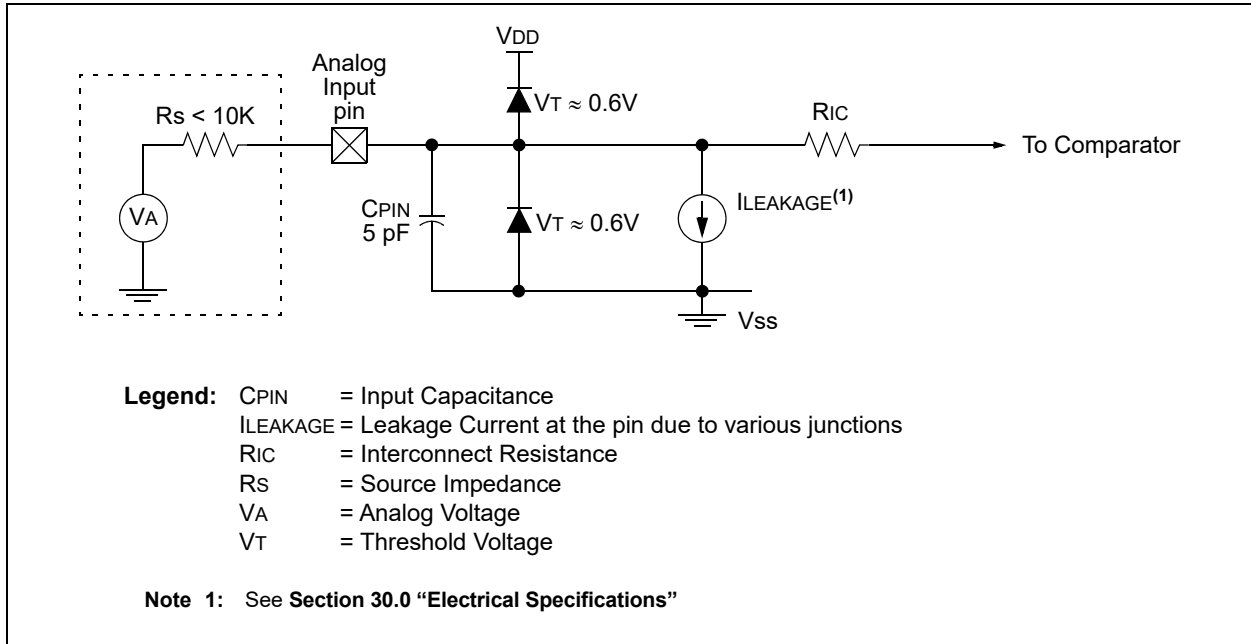 VDD
Analog
Input
pin
Rs < 10K
VT ≈ 0.6V
RIC
To Comparator
VA
CPIN
5 pF
VT ≈ 0.6V
ILEAKAGE(1)
Vss
Legend: CPIN = Input Capacitance
ILEAKAGE = Leakage Current at the pin due to various junctions
RIC = Interconnect Resistance
RS = Source Impedance
VA = Analog Voltage
VT = Threshold Voltage
Note 1: See Section 30.0 “Electrical Specifications”